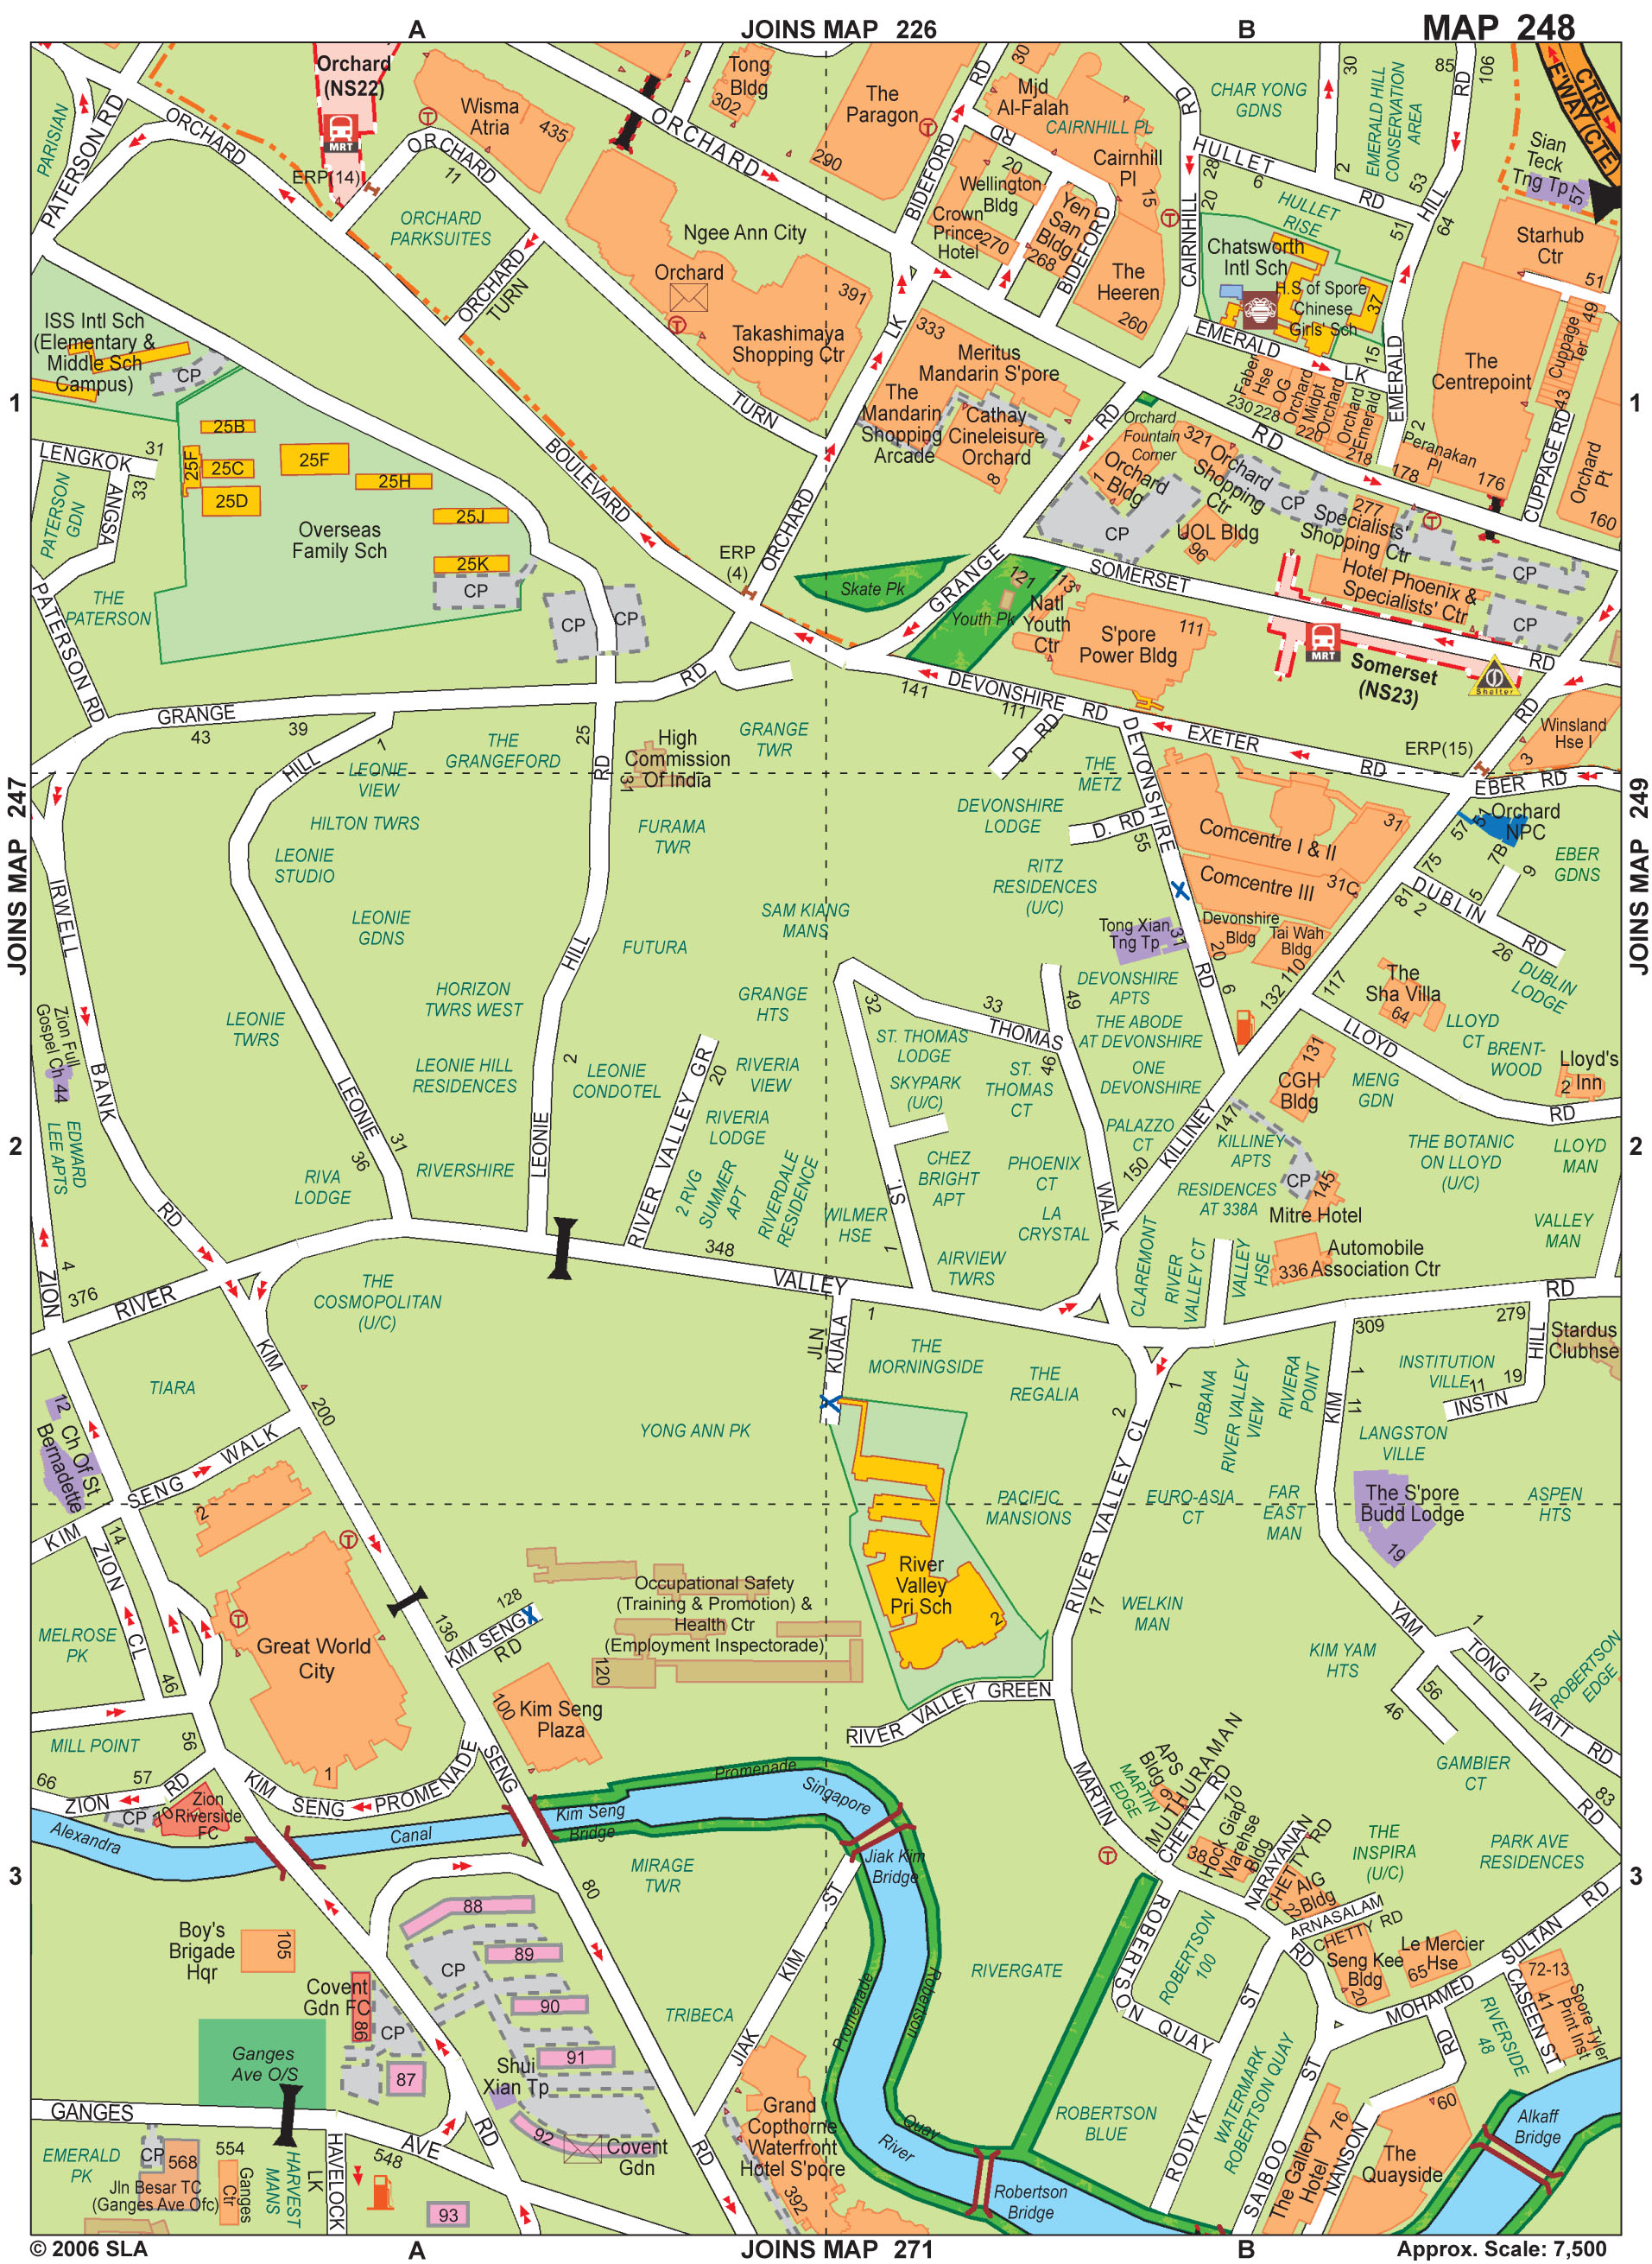 A
JOINS MAP 226
B
MAP 248
Orchard
(NS22)
MRT
Wisma
Atria
435
Tong
Bldg
302
The
Paragon
290
30
Mjd
Al-Falah
CAIRNHILL PL
CHAR YONG
GDNS
30
EMERALD HILL
CONSERVATION
AREA
85
RD
106
CTRL
E'WAY(CTE)
Sian
Teck
Tng Tp
57
PARISIAN
PATERSON RD
ORCHARD
ERP(14)
ORCHARD
11
ORCHARD
PARKSUITES
ORCHARD
TURN
ORCHARD
Ngee Ann City
Orchard
391
Takashimaya
Shopping Ctr
BIDEFORD
RD
RD
20
Wellington
Bldg
Crown
Prince
Hotel
270
Yen
San
Bldg
268
BIDEFORD
Cairnhill
Pl
15
The
Heeren
260
RD
CAIRNHILL
28
20
HULLET
6
RD
2
53
HILL
51
64
HULLET
RISE
Chatsworth
Intl Sch
H.S of Spore
Chinese
Girls' Sch
37
EMERALD
LK
15
EMERALD
Starhub
Ctr
51
49
Cuppage
Ter
43
The
Centrepoint
2
Peranakan
Pl
178
176
CUPPAGE RD
Orchard
Pt
160
ISS Intl Sch
(Elementary &
Middle Sch
Campus)
CP
1
25B
25F
25C
25D
25F
25H
25J
25K
CP
Overseas
Family Sch
LENGKOK
31
33
ANGSA
PATERSON
GDN
THE
PATERSON
PATERSON RD
BOULEVARD
TURN
LK
ORCHARD
ERP
(4)
CP
CP
333
Meritus
Mandarin S'pore
The
Mandarin
Shopping
Arcade
Cathay
Cineleisure
Orchard
8
RD
GRANGE
Orchard
Fountain
Corner
Orchard
1 Bldg
321
Orchard
Shopping
Ctr
CP
UOL Bldg
96
CP
Faber
Hse
230
OG
Orchard
228
Midpt
Orchard
220
Orchard
Emerald
218
RD
277
Specialists'
Shopping Ctr
Hotel Phoenix &
Specialists' Ctr
CP
CP
1
Skate Pk
121
Youth Pk
113
Natl
Youth
Ctr
S'pore
Power Bldg
111
SOMERSET
MRT
Somerset
(NS23)
Shelter
RD
RD
Winsland
Hse I
3
GRANGE
43
39
1
HILL
RD
25
RD
LEONIE
VIEW
THE
GRANGEFORD
High
Commission
Of India
31
GRANGE
TWR
141
DEVONSHIRE
RD
111
D. RD
EXETER
RD
ERP(15)
EBER RD
THE
METZ
DEVONSHIRE
LODGE
D. RD
55
DEVONSHIRE
Comcentre I & II
31
Comcentre III
31C
Orchard
NPC
51
57
75
7B
5
9
EBER
GDNS
JOINS MAP 247
JOINS MAP 249
HILTON TWRS
LEONIE
STUDIO
LEONIE
GDNS
FURAMA
TWR
FUTURA
SAM KIANG
MANS
RITZ
RESIDENCES
(U/C)
Tong Xian
Tng Tp
31
Devonshire
Bldg
20
Tai Wah
Bldg
110
132
RD
6
81
2
DUBLIN
26
RD
DUBLIN
LODGE
117
The
Sha Villa
64
LLOYD
LLOYD
CT
BRENT-
WOOD
Lloyd's
2 Inn
RD
IRWELL
BANK
RD
Zion Full
Gospel Ch
44
EDWARD
LEE APTS
LEONIE
TWRS
HORIZON
TWRS WEST
LEONIE HILL
RESIDENCES
HILL
2
LEONIE
LEONIE
CONDOTEL
GRANGE
HTS
RIVERIA
VIEW
RIVERIA
LODGE
20
RIVER VALLEY GR
2 RVG
SUMMER
APT
RIVERDALE
RESIDENCE
LEONIE
31
36
RIVERSHIRE
RIVA
LODGE
32
33
THOMAS
46
49
ST. THOMAS
LODGE
SKYPARK
(U/C)
ST.
THOMAS
CT
DEVONSHIRE
APTS
THE ABODE
AT DEVONSHIRE
ONE
DEVONSHIRE
PALAZZO
CT
150
KILLINEY
147
131
CGH
Bldg
MENG
GDN
KILLINEY
APTS
CP
145
Mitre Hotel
THE BOTANIC
ON LLOYD
(U/C)
LLOYD
MAN
2
2
CHEZ
BRIGHT
APT
PHOENIX
CT
LA
CRYSTAL
WALK
RESIDENCES
AT 338A
ST.
1
WILMER
HSE
AIRVIEW
TWRS
CLAREMONT
RIVER
VALLEY CT
VALLEY
HSE
336
Automobile
Association Ctr
VALLEY
MAN
ZION
4
376
RIVER
348
VALLEY
RD
279
309
HILL
Stardus
Clubhse
THE
COSMOPOLITAN
(U/C)
KIM
JLN
KUALA
1
THE
MORNINGSIDE
THE
REGALIA
2
1
URBANA
RIVER VALLEY
VIEW
RIVIERA
POINT
1
11
KIM
INSTITUTION
VILLE
11
19
INSTN
LANGSTON
VILLE
TIARA
200
12
Ch Of St
Bernadette
SENG WALK
YONG ANN PK
KIM
14
2
ZION
CL
PACIFIC
MANSIONS
RIVER VALLEY CL
17
EURO-ASIA
CT
FAR
EAST
MAN
The S'pore
Budd Lodge
19
ASPEN
HTS
River
Valley
Pri Sch
2
128
136
KIM SENG
RD
Occupational Safety
(Training & Promotion) &
Health Ctr
(Employment Inspectorade)
120
Great World
City
1
MELROSE
PK
46
56
MILL POINT
100
Kim Seng
Plaza
WELKIN
MAN
KIM YAM
HTS
YAM
1
TONG
12
WATT
RD
ROBERTSON
EDGE
56
46
83
RD
GAMBIER
CT
RIVER VALLEY GREEN
66
57
ZION
RD
CP
10
Zion
Riverside
FC
KIM
SENG
PROMENADE
SENG
Alexandra
Canal
Kim Seng
Bridge
Promenade
Singapore
Jiak Kim
Bridge
MARTIN
MARTIN
EDGE
APS
Bldg
9
MUTHURAMAN
CHETTY
RD
10
38
Hock Giap
Warehse
Bldg
NARAYANAN
CHETTY
RD
AIG
2 Bldg
ARNASALAM
CHETTY RD
THE
INSPIRA
(U/C)
PARK AVE
RESIDENCES
3
3
MIRAGE
TWR
80
88
89
90
91
92
93
87
CP
CP
Boy's
Brigade
Hqr
105
Covent
Gdn FC
86
Ganges
Ave O/S
Shui
Xian Tp
Covent
Gdn
TRIBECA
JIAK
KIM
ST
Promenade
Robertson
Quay
River
RIVERGATE
ROBERTSON
QUAY
ROBERTSON
100
ROBERTSON
BLUE
ST
RODYK
WATERMARK
ROBERTSON QUAY
RD
Seng Kee
Bldg
20
Le Mercier
65 Hse
MOHAMED
SULTAN
RD
RD
72-13
41
Spore Tyler
Print Inst
CASEEN ST
RIVERSIDE
48
SAIBOO
ST
The Gallery
Hotel
76
NANSON
60
The
Quayside
Alkaff
Bridge
GANGES
AVE
RD
RD
EMERALD
PK
CP
568
Jln Besar TC
(Ganges Ave Ofc)
554
Ganges
Ctr
HARVEST
MANS
HAVELOCK
LK
548
Grand
Copthorne
Waterfront
Hotel S'pore
392
Robertson
Bridge
© 2006 SLA
A
JOINS MAP 271
B
Approx. Scale: 7,500